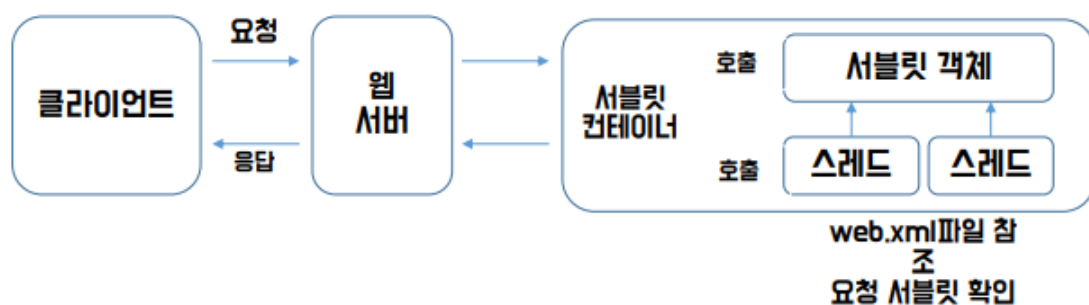 클라이언트
요청
응답
웹
서버
서블릿
컨테이너
호출
서블릿 객체
호출
스레드
스레드
web.xml파일 참
조
요청 서블릿 확인